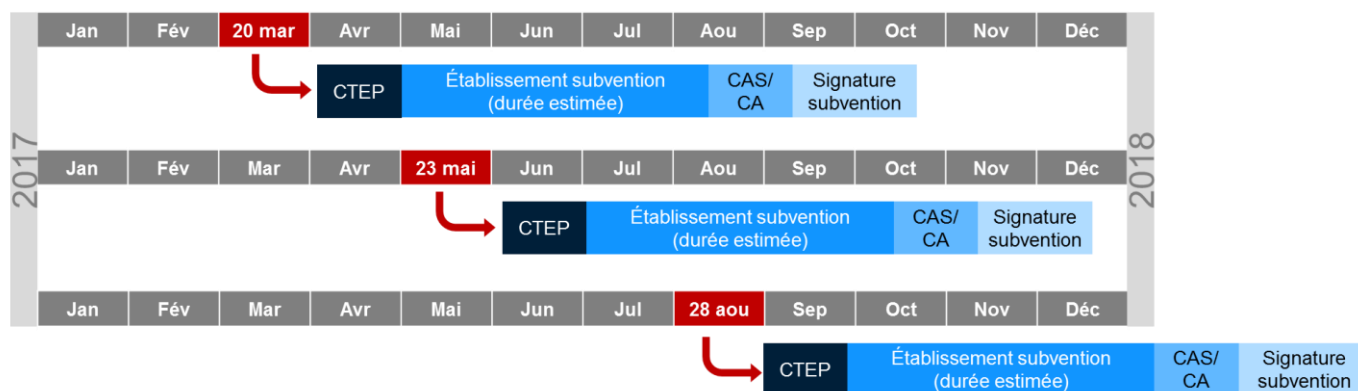 2017
Jan Fév 20 mar Avr Mai Jun Jul Aou Sep Oct Nov Déc
CTEP
Établissement subvention
(durée estimée)
CAS/
CA
Signature
subvention
Jan Fév Mar Avr 23 mai Jun Jul Aou Sep Oct Nov Déc
CTEP
Établissement subvention
(durée estimée)
CAS/
CA
Signature
subvention
Jan Fév Mar Avr Mai Jun Jul 28 aou Sep Oct Nov Déc
CTEP
Établissement subvention
(durée estimée)
CAS/
CA
Signature
subvention
2018